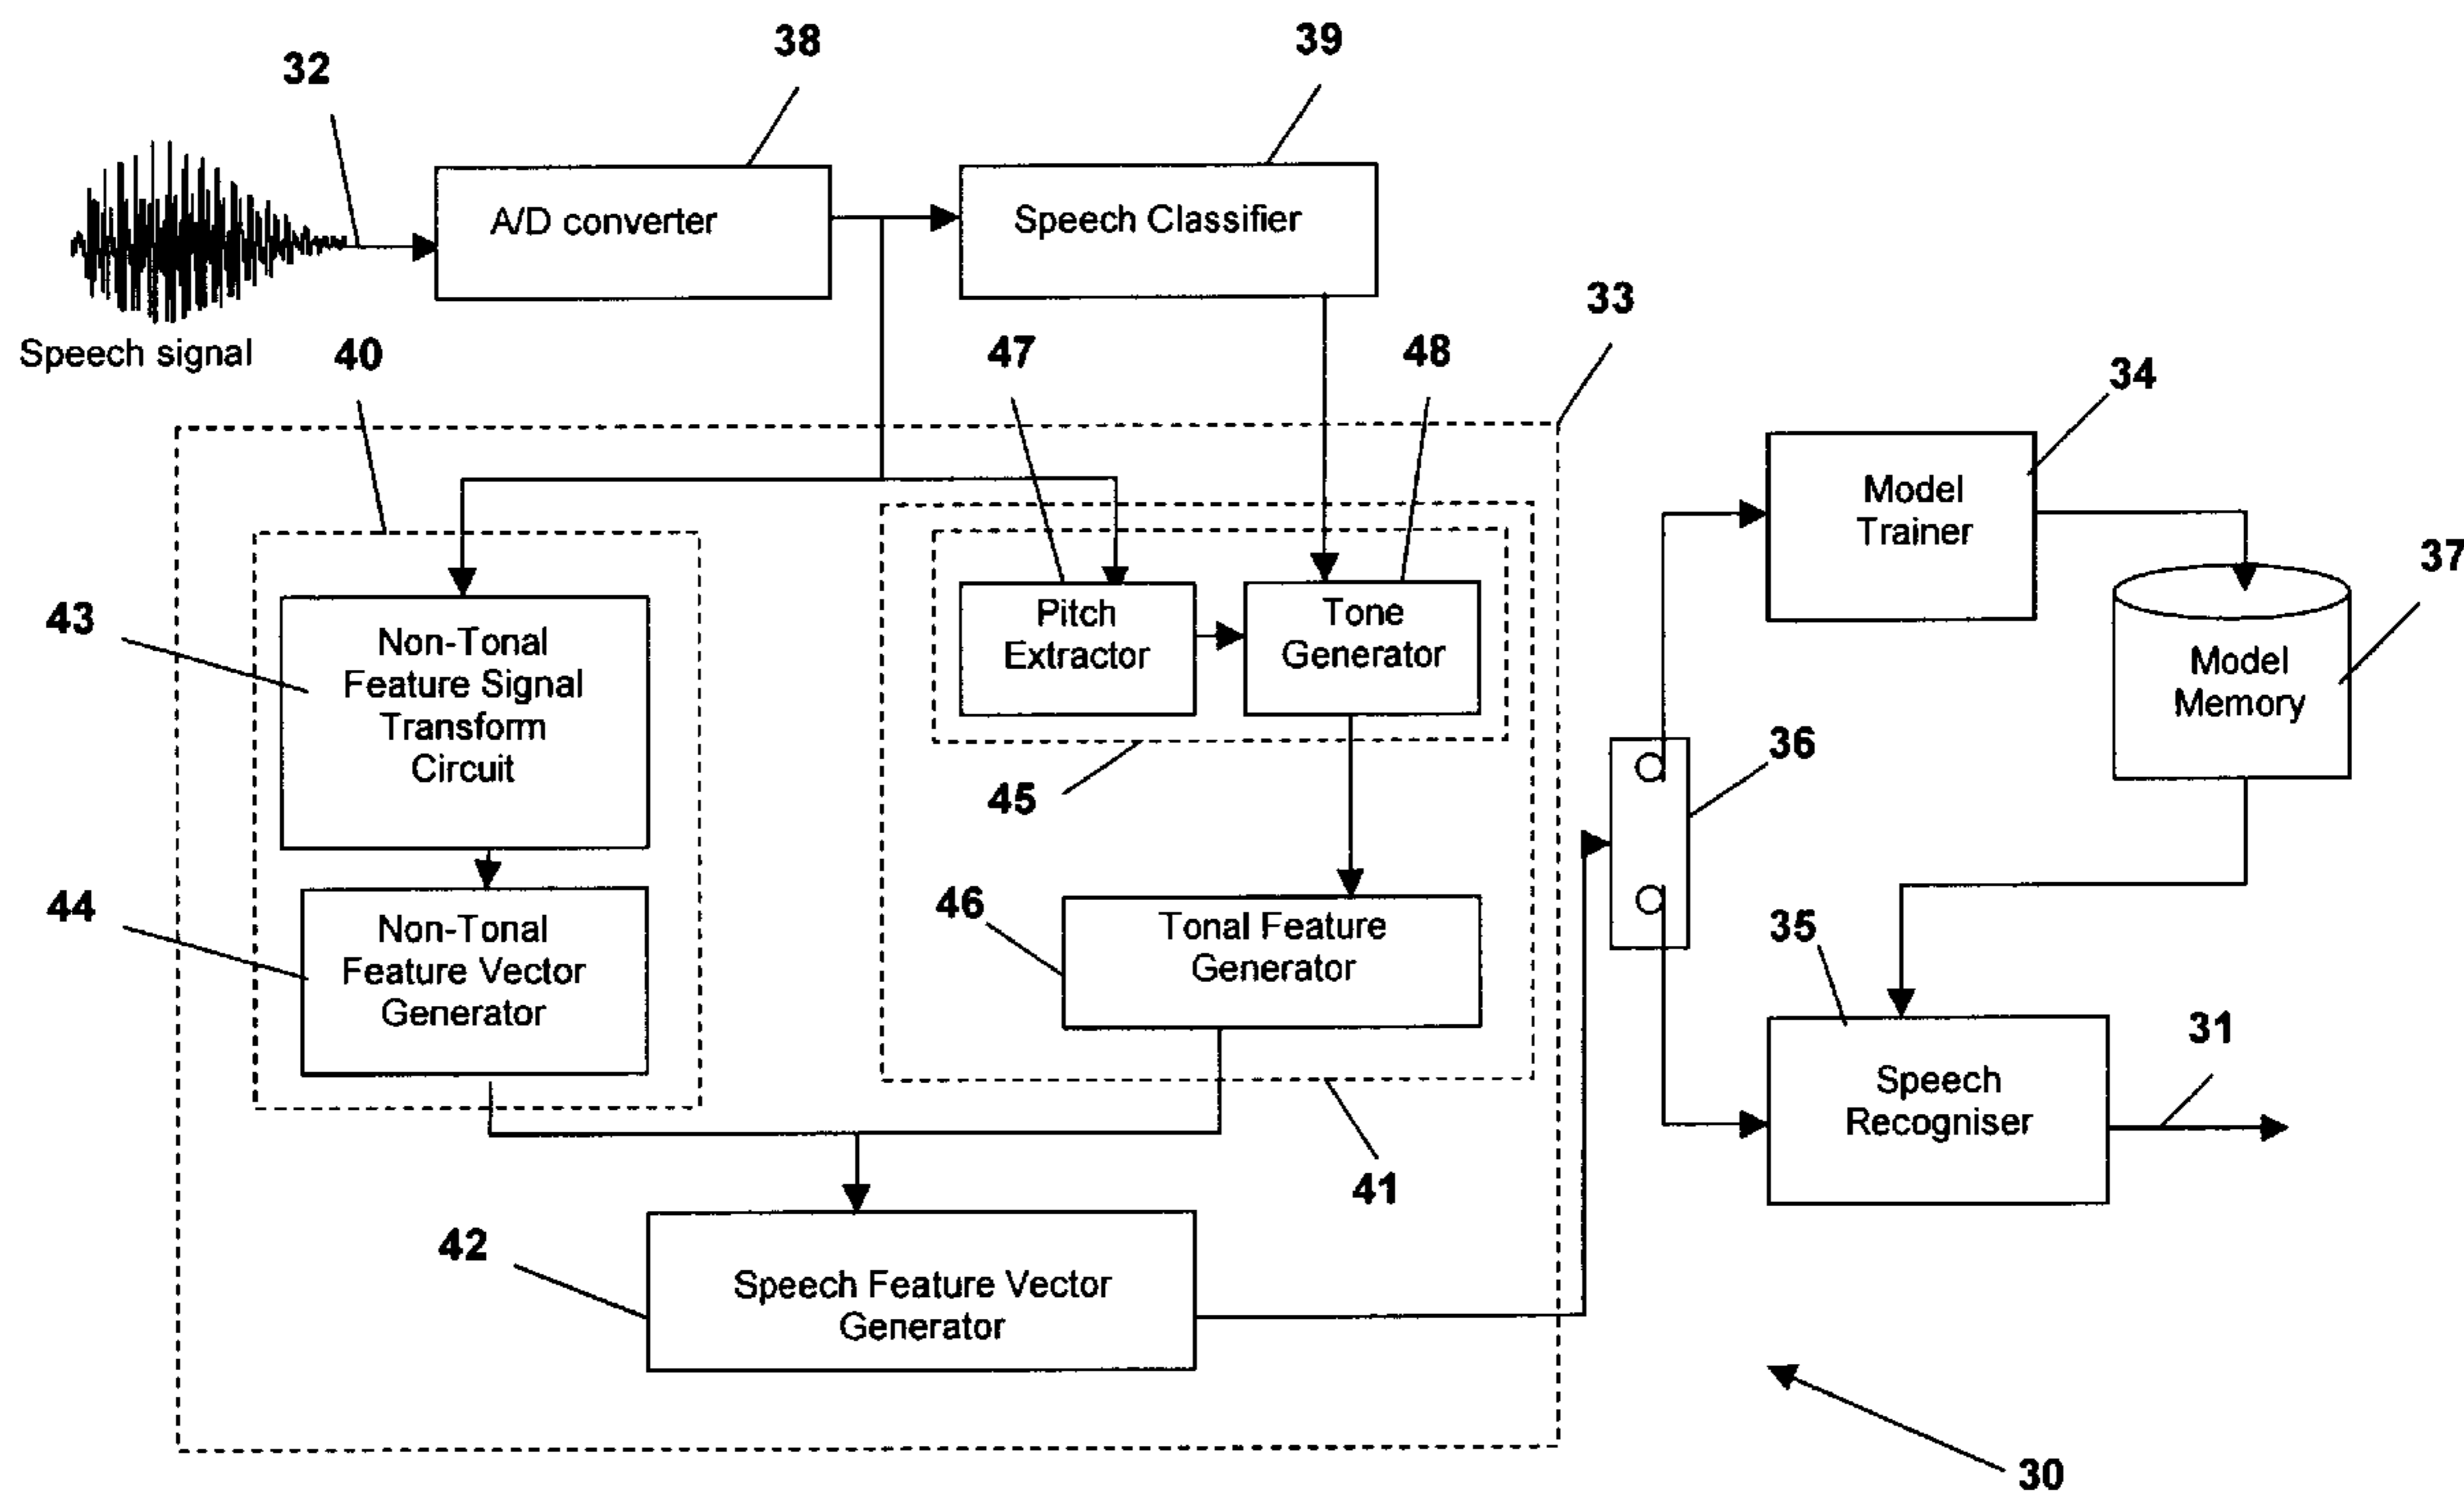 38
39
32
A/D converter
Speech Classifier
33
Speech signal
40
47
48
34
Model
Trainer
37
43
Non-Tonal
Feature Signal
Transform
Circuit
Pitch
Extractor
Tone
Generator
Model
Memory
36
45
44
Non-Tonal
Feature Vector
Generator
46
Tonal Feature
Generator
35
31
Speech
Recogniser
41
42
Speech Feature Vector
Generator
30